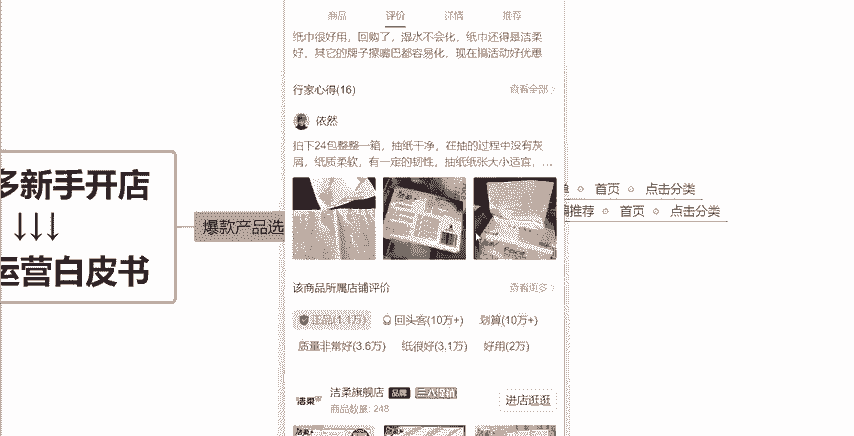 商品 评价 详情 推荐
纸巾很好用，回购了，湿水不会化，纸巾还得是洁柔
好，其它的牌子擦嘴巴都容易化，现在搞活动好优惠
行家心得(16) 查看全部
依然
拍下24包整整一箱，抽纸干净，在抽的过程中没有灰
屑，纸质柔软，有一定的韧性，抽纸纸张大小适宜，...
该商品所属店铺评价 查看更多
正品(1.1万) 回头客(10万+) 划算(10万+)
质量非常好(3.6万) 纸很好(3.1万) 好用(2万)
洁柔
洁柔旗舰店 品牌
商品数量: 248
进店逛逛
多新手开店
↓↓↓
运营白皮书
爆款产品选
单 首页 点击分类
推荐 首页 点击分类